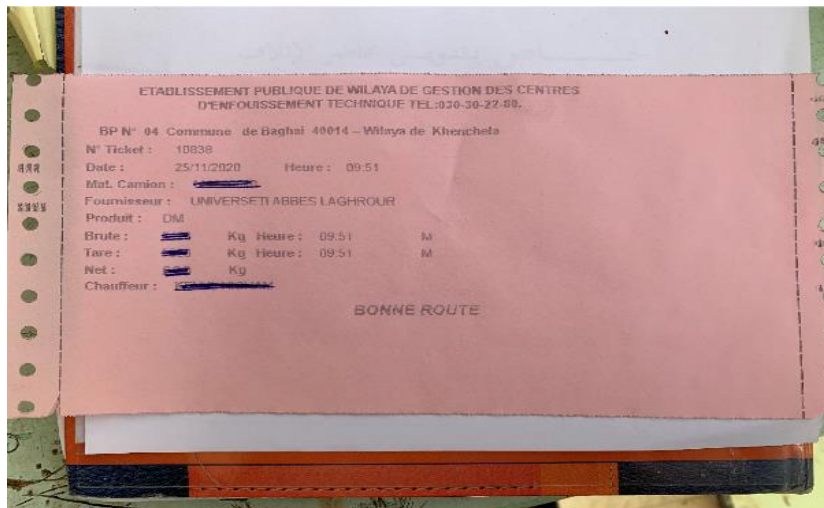 ETABLISSEMENT PUBLIQUE DE WILAYA DE GESTION DES CENTRES
D'ENFOUISSEMENT TECHNIQUE TEL:030-30-22-80.
BP N° 04 Commune de Baghai 40014 – Wilaya de Khenchela
N° Ticket : 10838
Date : 25/11/2020 Heure : 09:51
Mat. Camion :
Fournisseur : UNIVERSETI ABBES LAGHROUR
Produit : DM
Brute : Kg Heure : 09:51 M
Tare : Kg Heure : 09:51 M
Net : Kg
Chauffeur :
BONNE ROUTE